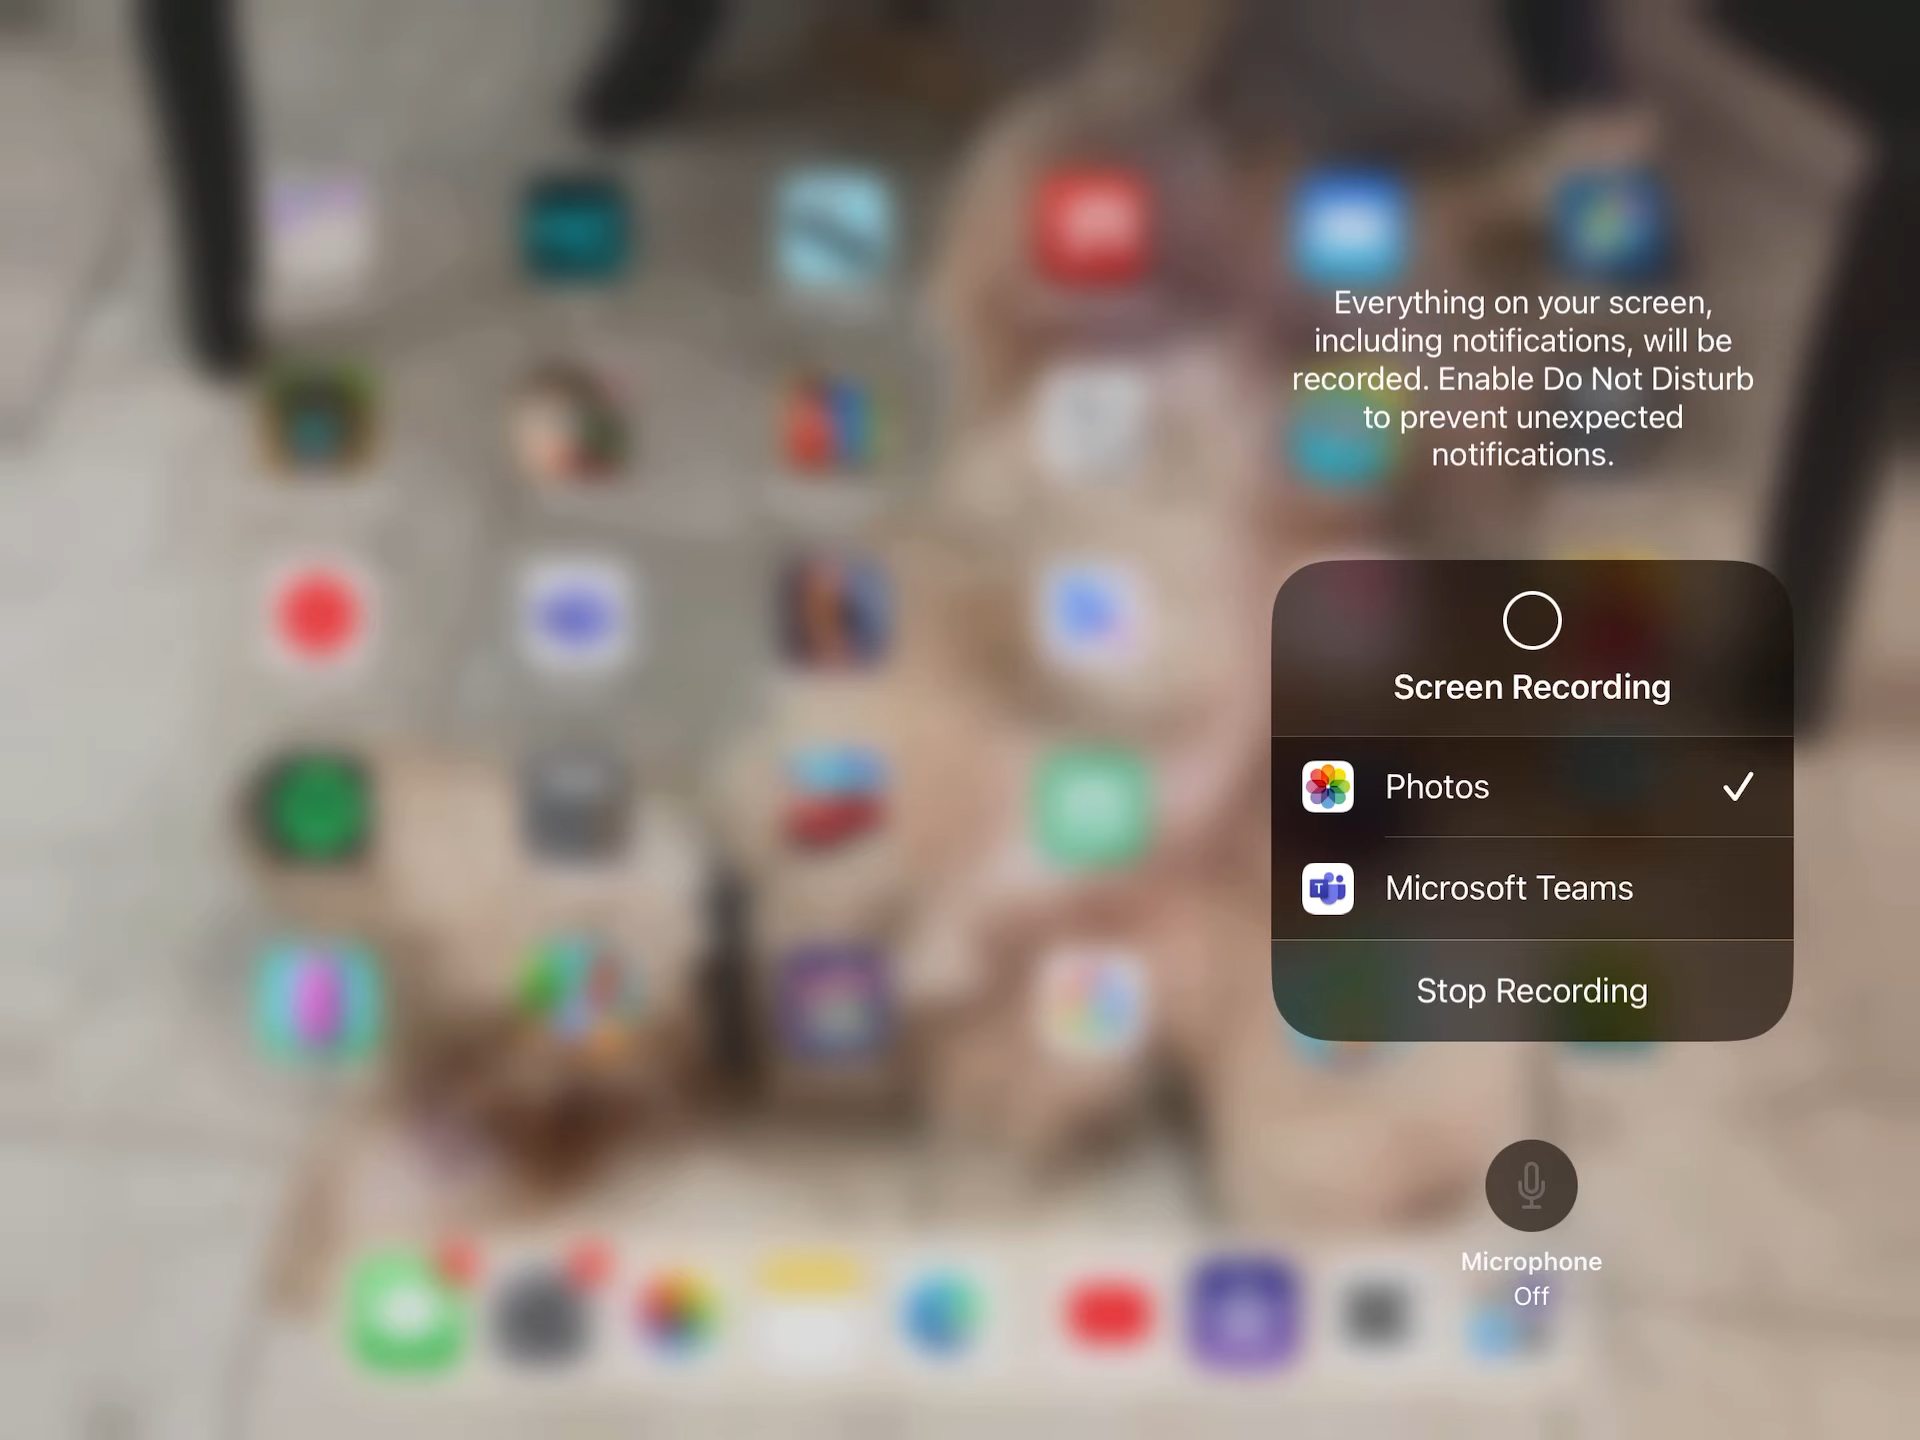 Everything on your screen,
including notifications, will be
recorded. Enable Do Not Disturb
to prevent unexpected
notifications.
Screen Recording
Photos
Microsoft Teams
Stop Recording
Microphone
Off